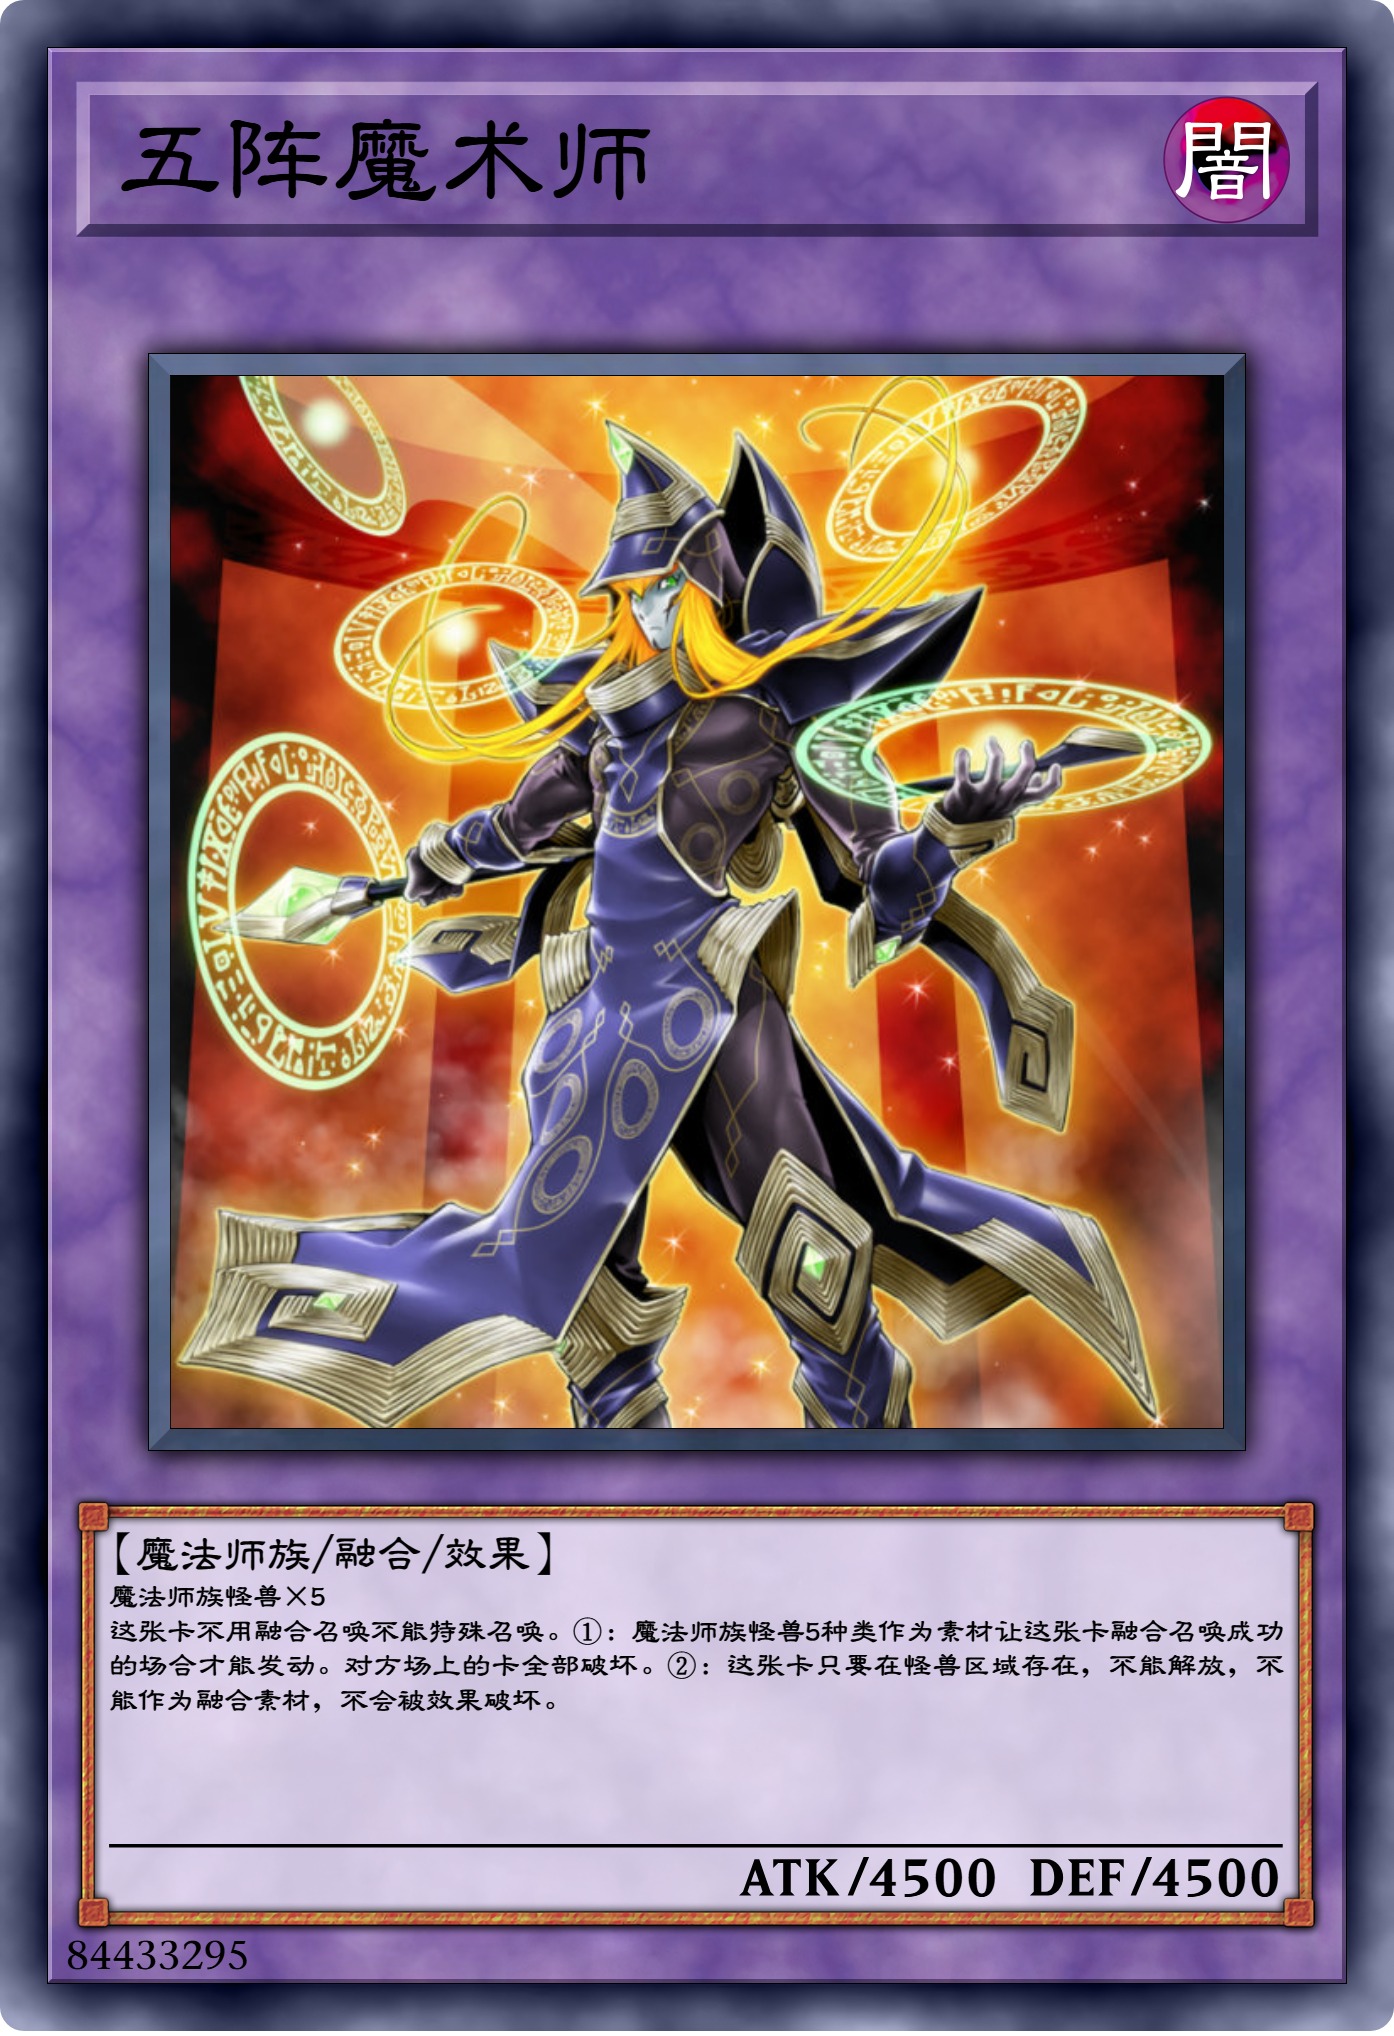 五阵魔术师
闇
【魔法师族/融合/效果】
魔法师族怪兽×5
这张卡不用融合召唤不能特殊召唤。①：魔法师族怪兽5种类作为素材让这张卡融合召唤成功
的场合才能发动。对方场上的卡全部破坏。②：这张卡只要在怪兽区域存在，不能解放，不
能作为融合素材，不会被效果破坏。
ATK/4500 DEF/4500
84433295